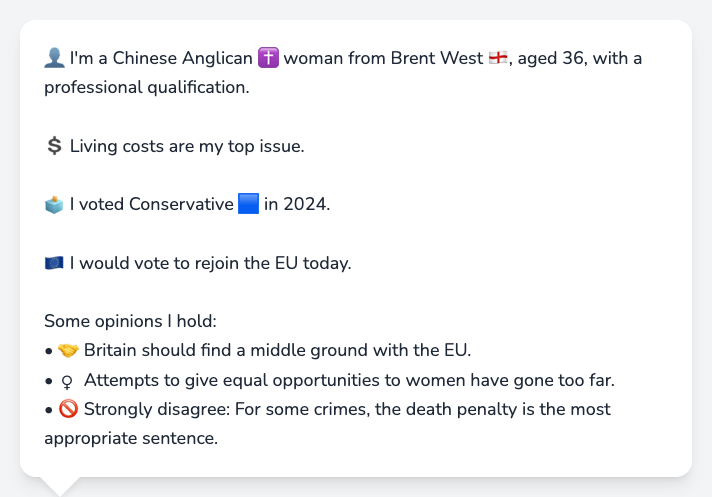 👤 I'm a Chinese Anglican ✝️ woman from Brent West 🏴󠁧󠁢󠁥󠁮󠁧󠁿, aged 36, with a
professional qualification.
💲 Living costs are my top issue.
🗳️ I voted Conservative 🟦 in 2024.
🇪🇺 I would vote to rejoin the EU today.
Some opinions I hold:
• 🤝 Britain should find a middle ground with the EU.
• ♀ Attempts to give equal opportunities to women have gone too far.
• 🚫 Strongly disagree: For some crimes, the death penalty is the most
appropriate sentence.